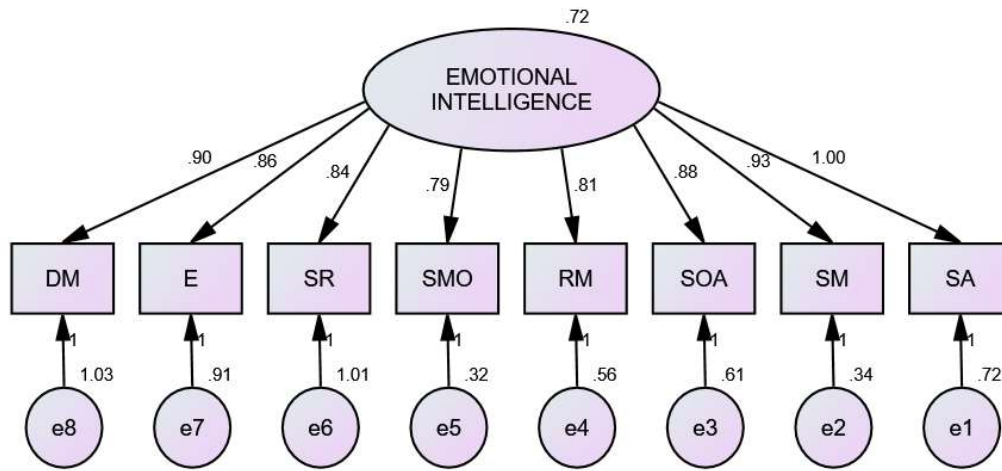 .72
EMOTIONAL
INTELLIGENCE
.90
.86
.84
.79
.81
.88
.93
1.00
DM
E
SR
SMO
RM
SOA
SM
SA
1
1
1
1
1
1
1
1
1.03
.91
1.01
.32
.56
.61
.34
.72
e8
e7
e6
e5
e4
e3
e2
e1